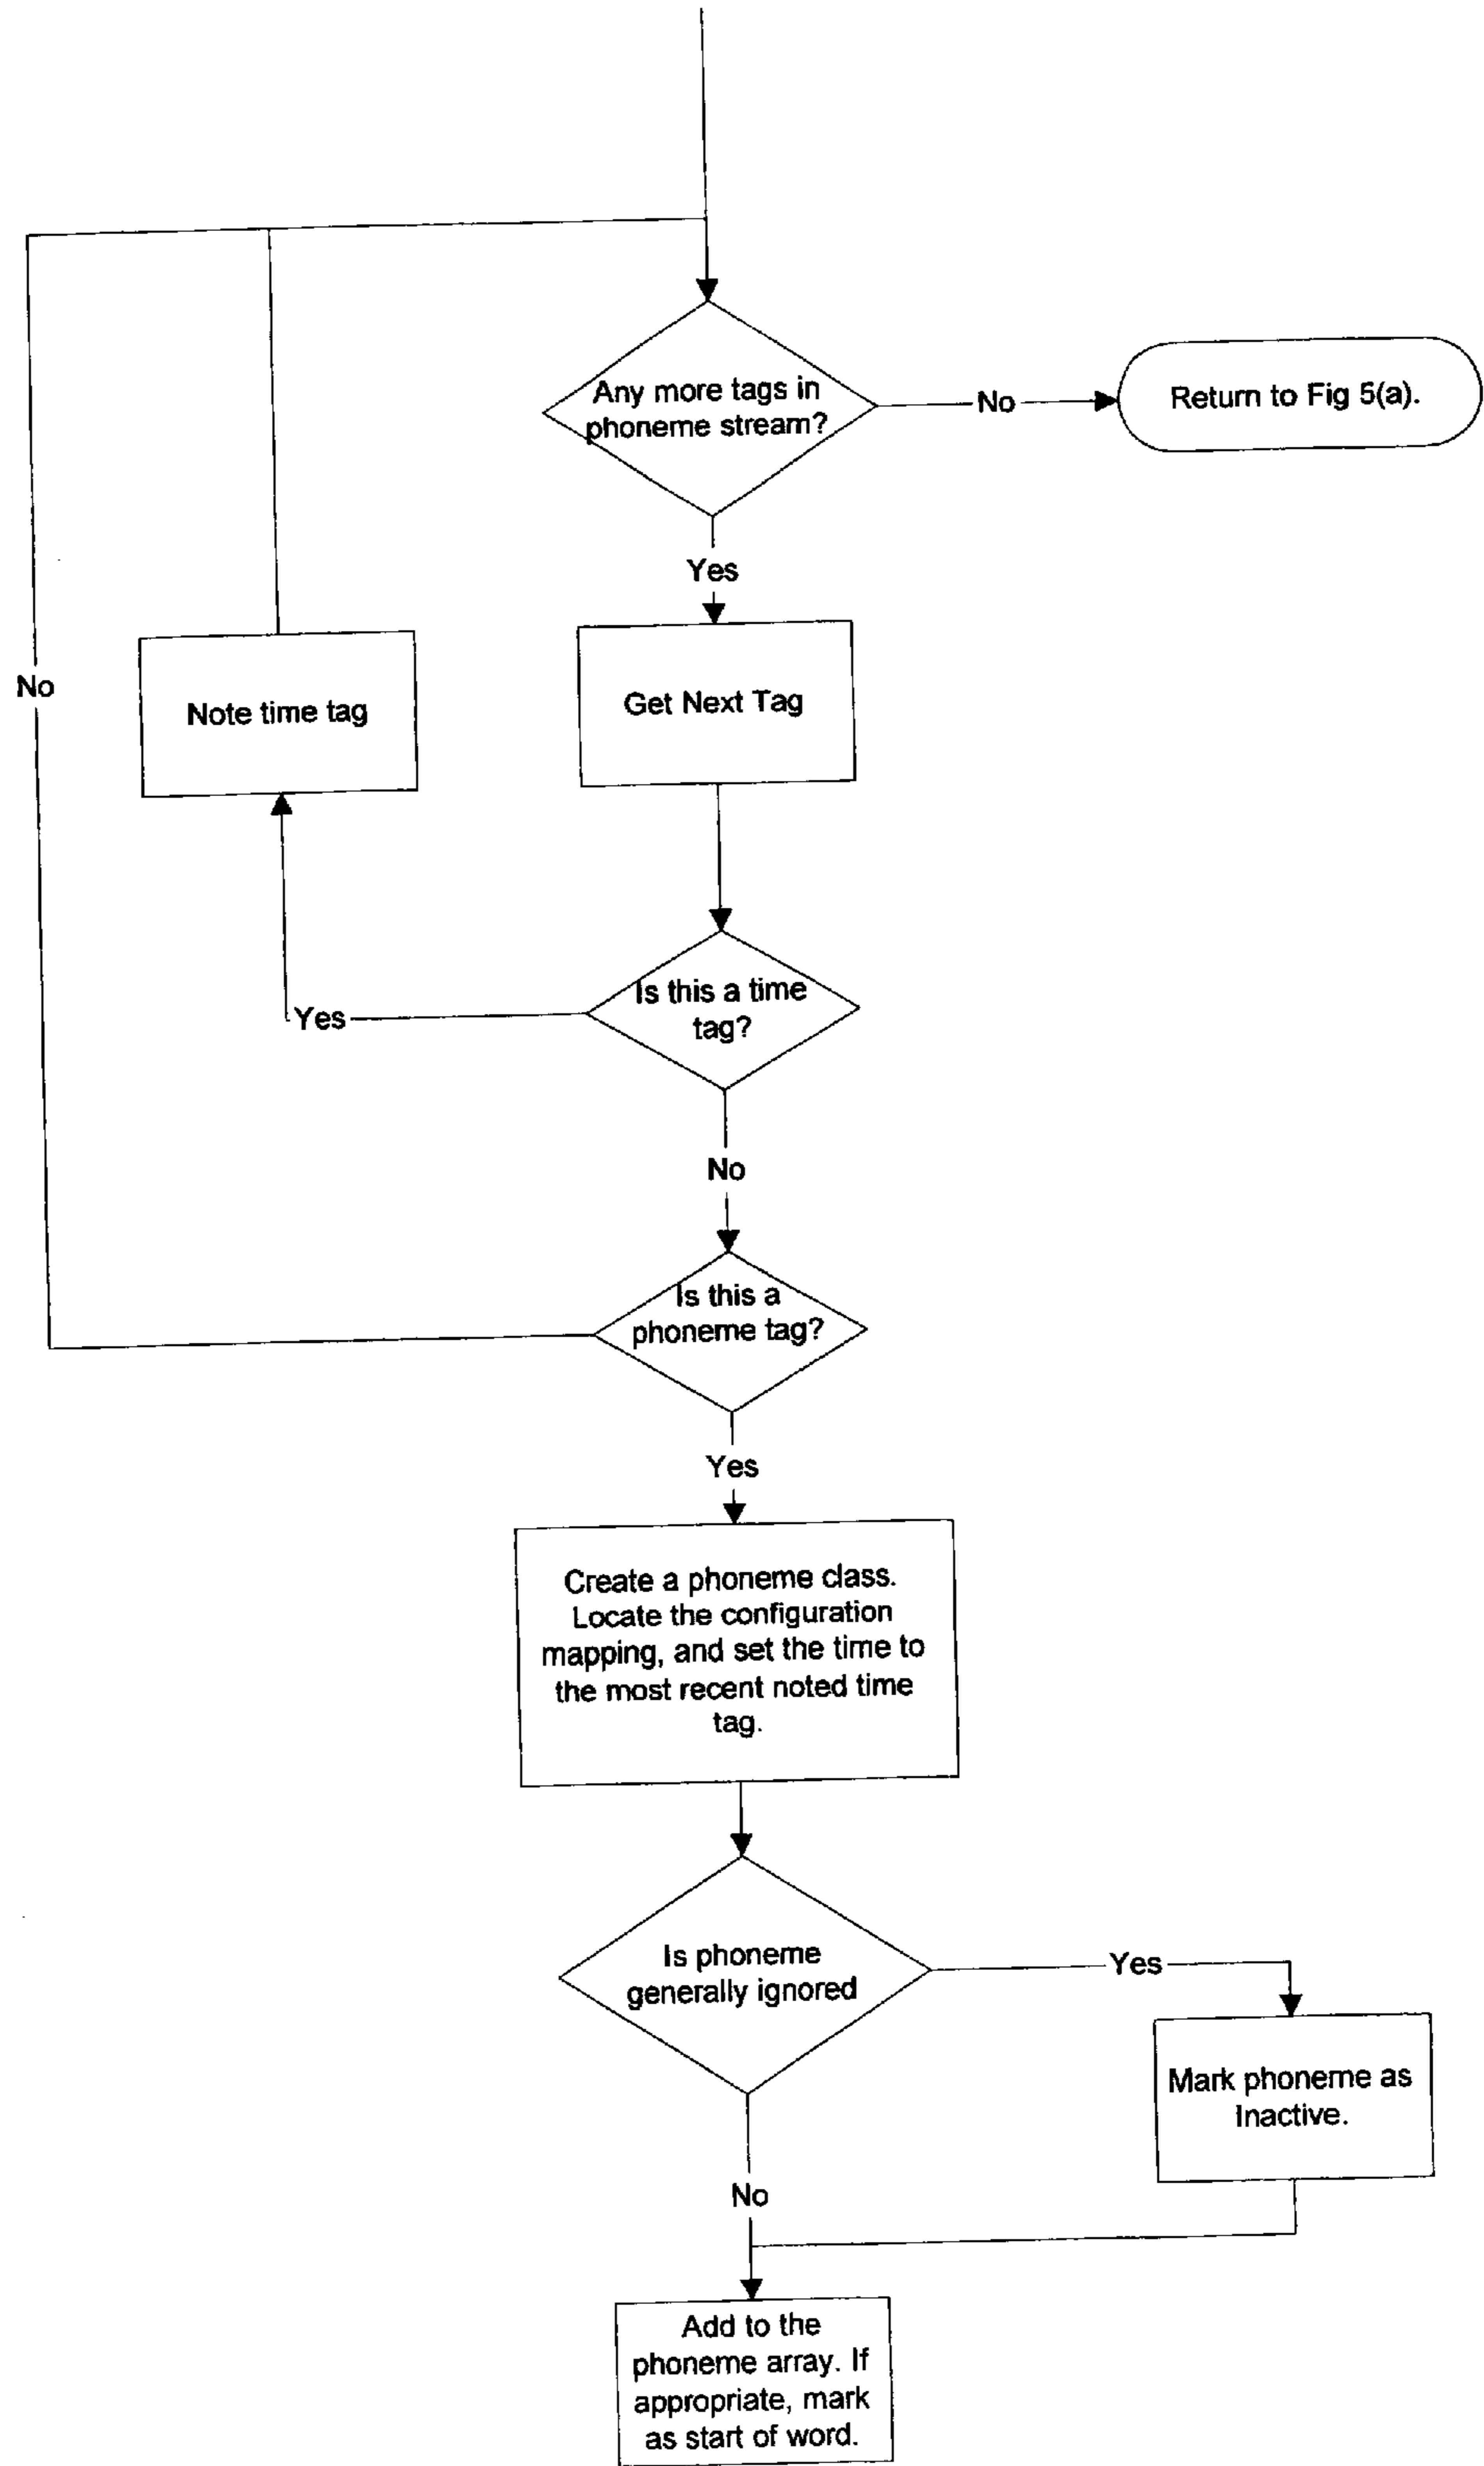 Any more tags in
phoneme stream?
No
Return to Fig 5(a).
Yes
No
Note time tag
Get Next Tag
Is this a time
tag?
Yes
No
Is this a
phoneme tag?
Yes
Create a phoneme class.
Locate the configuration
mapping, and set the time to
the most recent noted time
tag.
Is phoneme
generally ignored
Yes
Mark phoneme as
Inactive.
No
Add to the
phoneme array. If
appropriate, mark
as start of word.